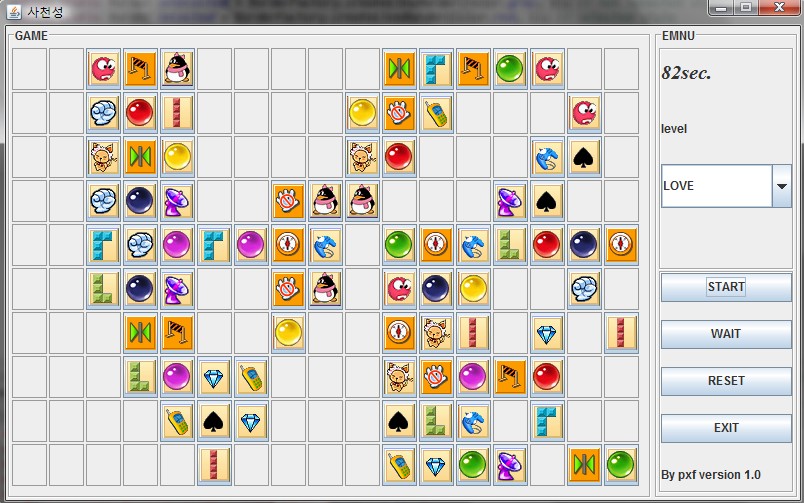 사천성
GAME
EMNU
82sec.
level
LOVE
START
WAIT
RESET
EXIT
By pxf version 1.0